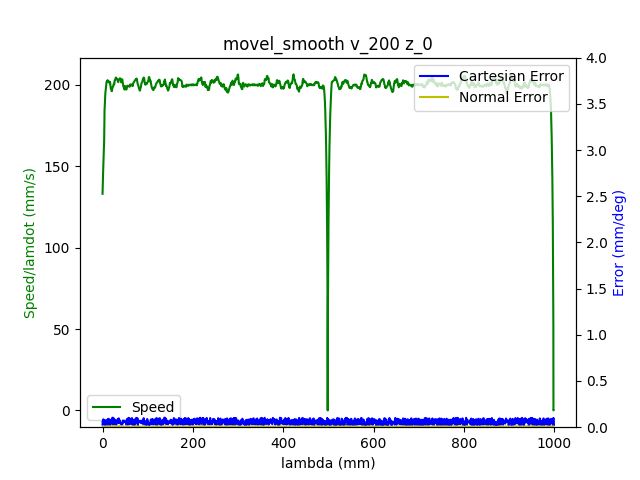 movel_smooth v_200 z_0
Cartesian Error
Normal Error
Speed
Speed/lamdot (mm/s)
200
150
100
50
0
4.0
3.5
3.0
2.5
2.0
1.5
1.0
0.5
0.0
Error (mm/deg)
0 200 400 600 800 1000
lambda (mm)